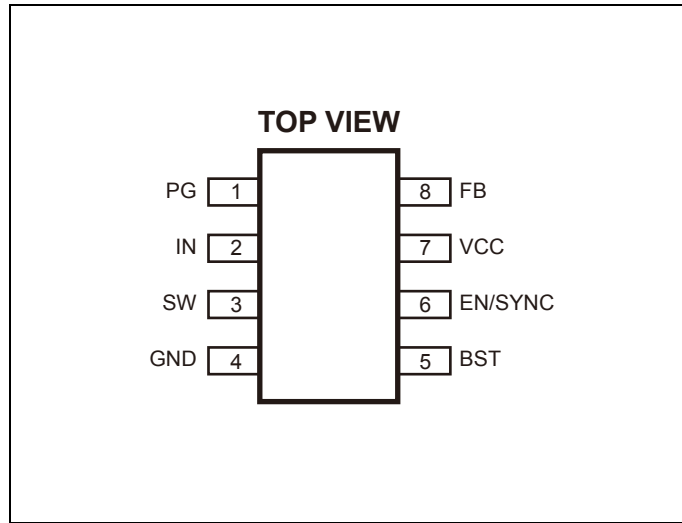 TOP VIEW
PG 1 8 FB
IN 2 7 VCC
SW 3 6 EN/SYNC
GND 4 5 BST